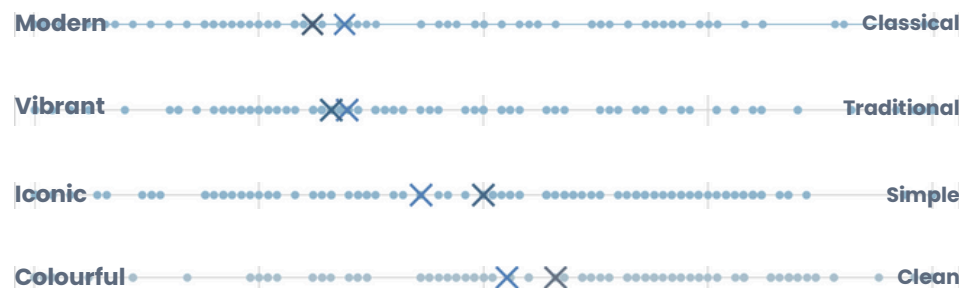 Modern Classical
Vibrant Traditional
Iconic Simple
Colourful Clean